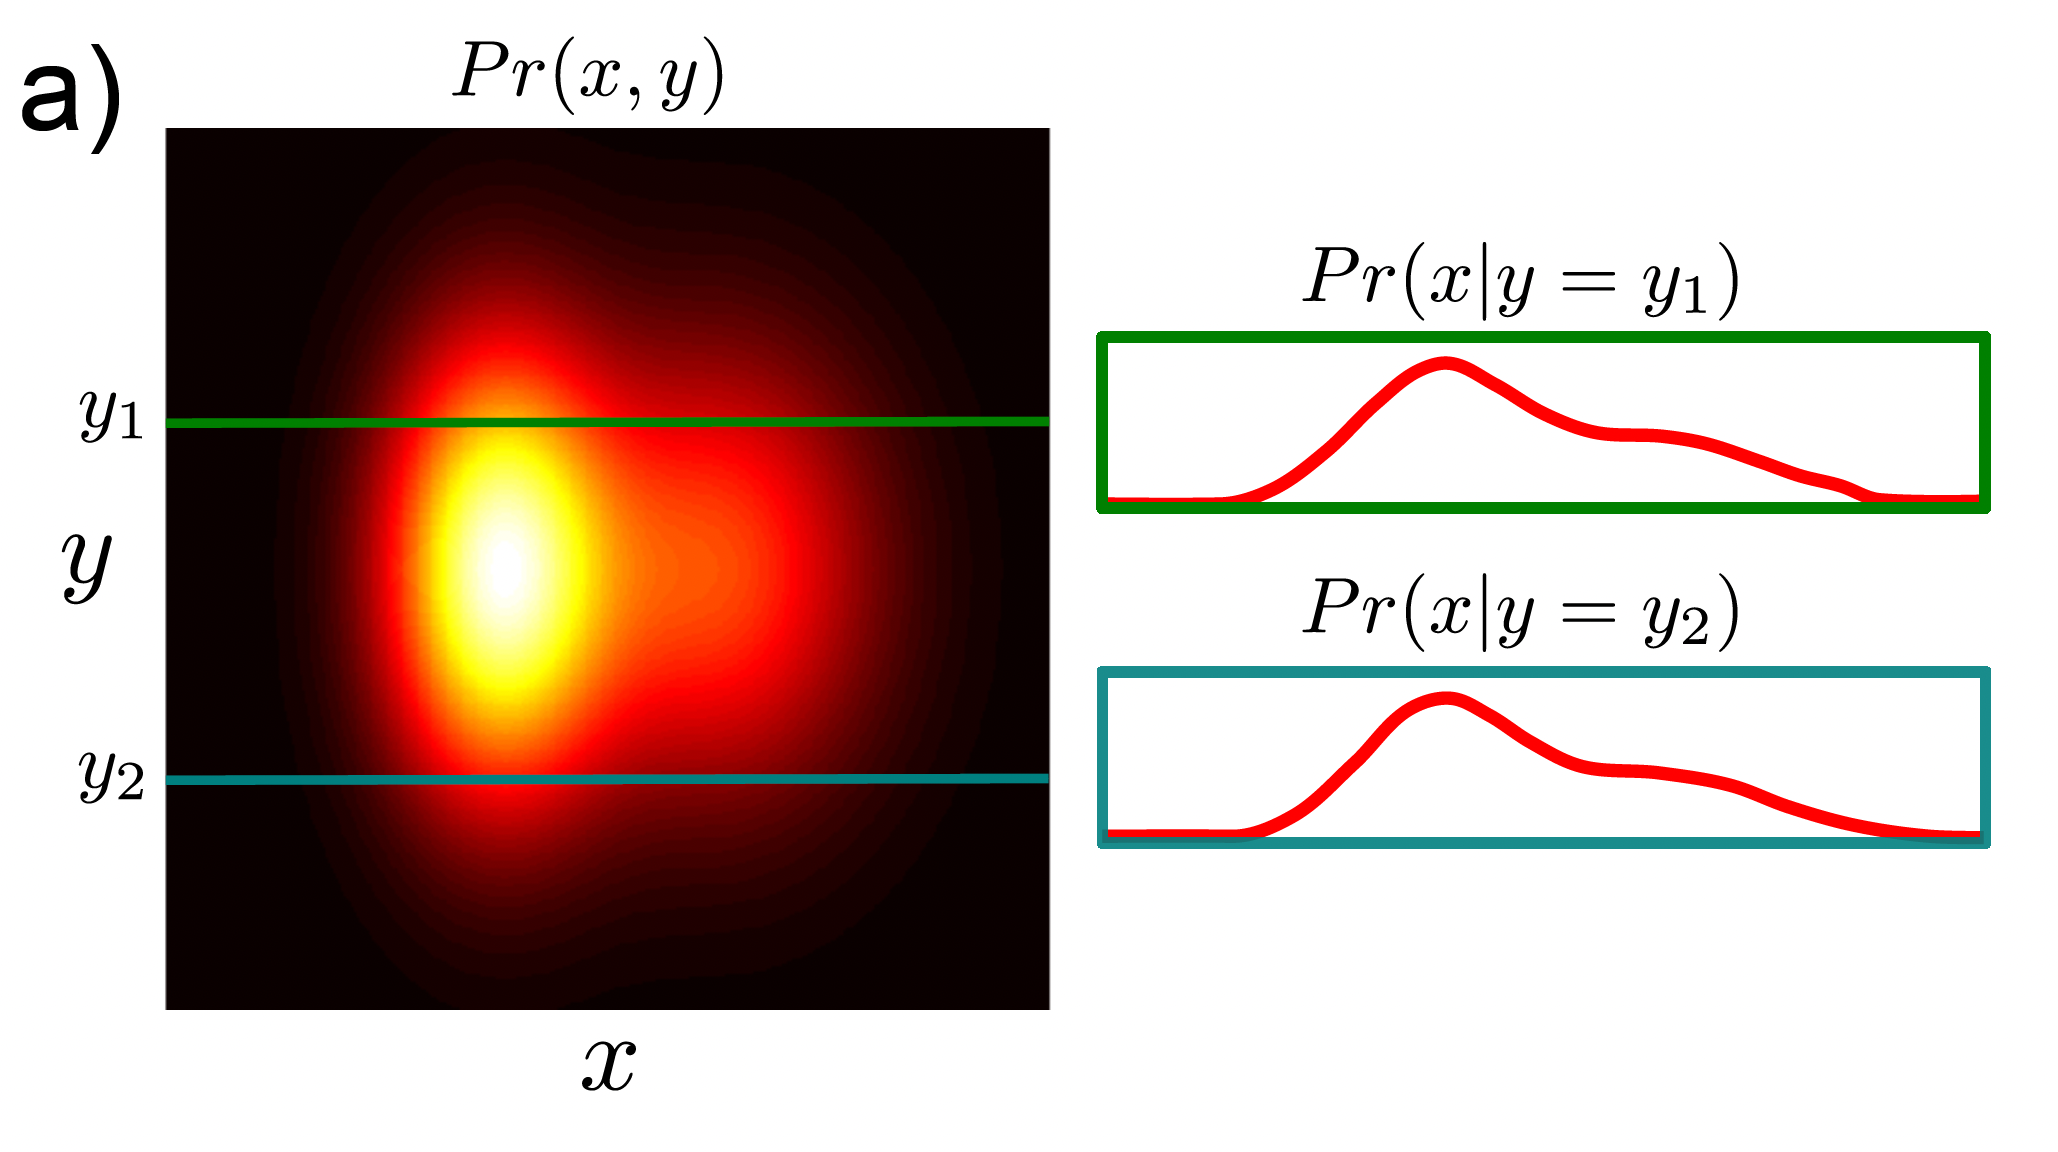 a)
Pr(x, y)
y₁
y
y₂
x
Pr(x|y = y₁)
Pr(x|y = y₂)